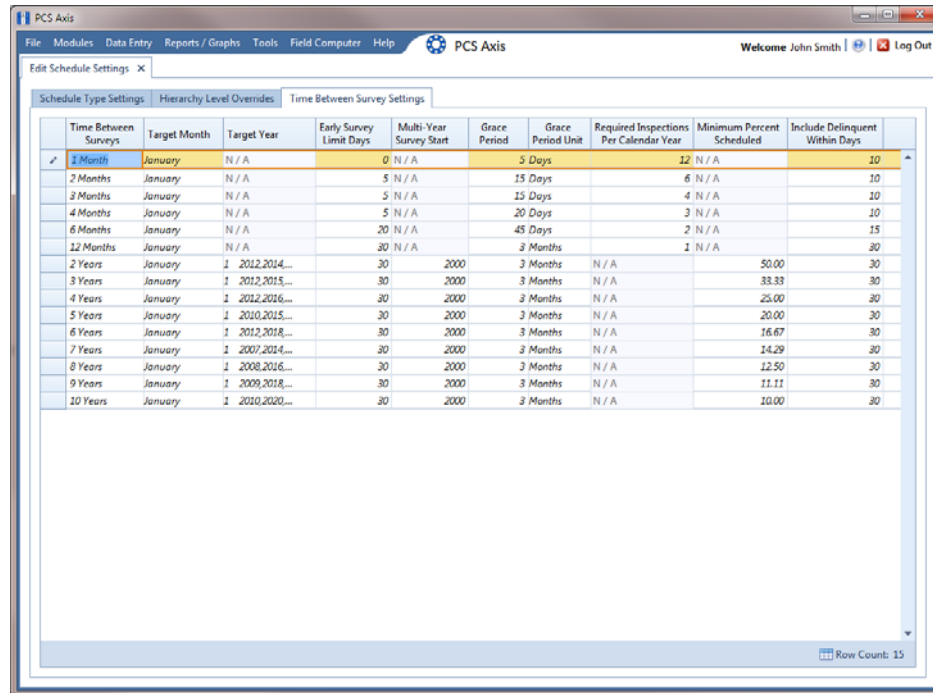 PCS Axis
File Modules Data Entry Reports / Graphs Tools Field Computer Help PCS Axis Welcome John Smith | | Log Out
Edit Schedule Settings X
Schedule Type Settings Hierarchy Level Overrides Time Between Survey Settings
Time Between Surveys Target Month Target Year Early Survey Limit Days Multi-Year Survey Start Grace Period Grace Period Unit Required Inspections Per Calendar Year Minimum Percent Scheduled Include Delinquent Within Days
1 Month January N / A 0 N / A 5 Days 12 N / A 10
2 Months January N / A 5 N / A 15 Days 6 N / A 10
3 Months January N / A 5 N / A 15 Days 4 N / A 10
4 Months January N / A 5 N / A 20 Days 3 N / A 10
6 Months January N / A 20 N / A 45 Days 2 N / A 15
12 Months January N / A 30 N / A 3 Months 1 N / A 30
2 Years January 1 2012,2014,... 30 2000 3 Months N / A 50.00 30
3 Years January 1 2012,2015,... 30 2000 3 Months N / A 33.33 30
4 Years January 1 2012,2016,... 30 2000 3 Months N / A 25.00 30
5 Years January 1 2010,2015,... 30 2000 3 Months N / A 20.00 30
6 Years January 1 2012,2018,... 30 2000 3 Months N / A 16.67 30
7 Years January 1 2007,2014,... 30 2000 3 Months N / A 14.29 30
8 Years January 1 2008,2016,... 30 2000 3 Months N / A 12.50 30
9 Years January 1 2009,2018,... 30 2000 3 Months N / A 11.11 30
10 Years January 1 2010,2020,... 30 2000 3 Months N / A 10.00 30
Row Count: 15